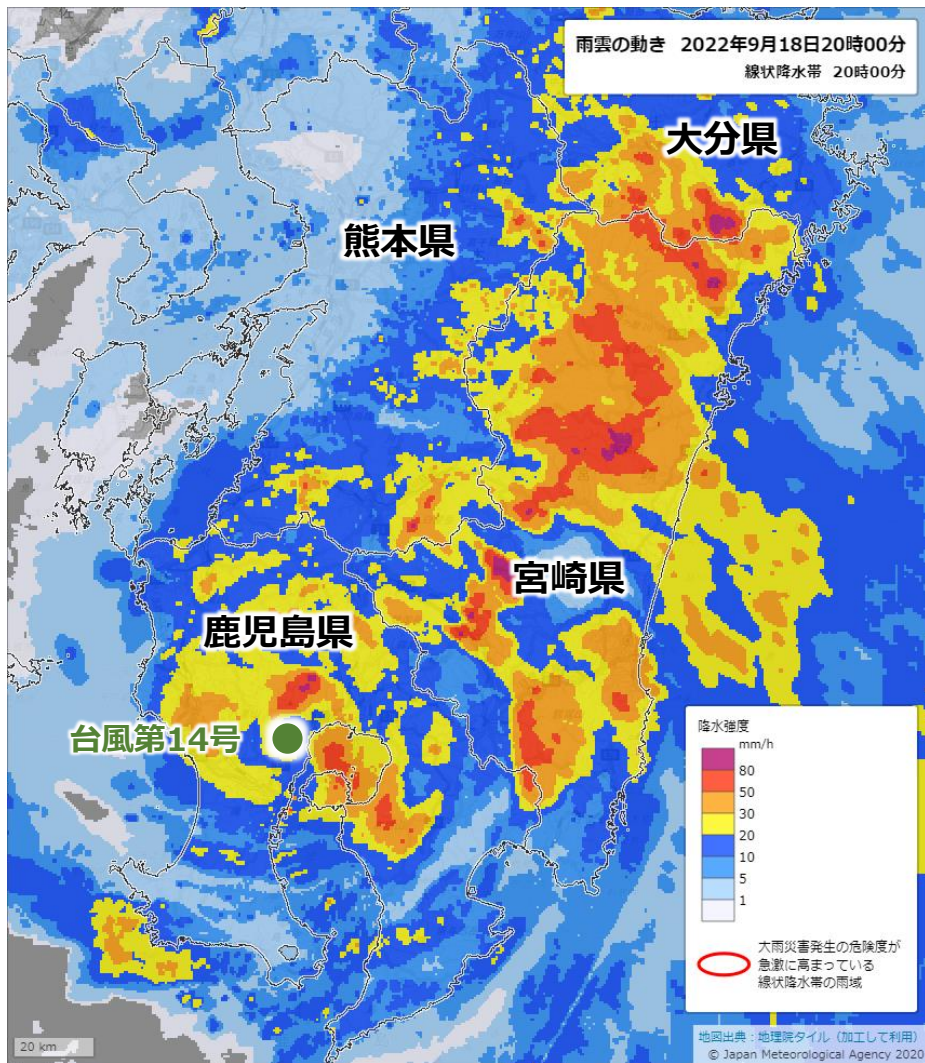 雨雲の動き 2022年9月18日20時00分
線状降水帯 20時00分
大分県
熊本県
宮崎県
鹿児島県
台風第14号
降水強度
mm/h
80
50
30
20
10
5
1
大雨災害発生の危険度が
急激に高まっている
線状降水帯の雨域
20 km
地図出典：地理院タイル（加工して利用）
© Japan Meteorological Agency 2020